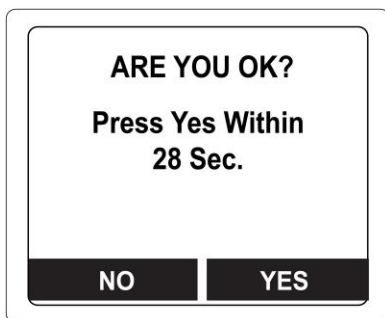 ARE YOU OK?
Press Yes Within
28 Sec.
NO YES